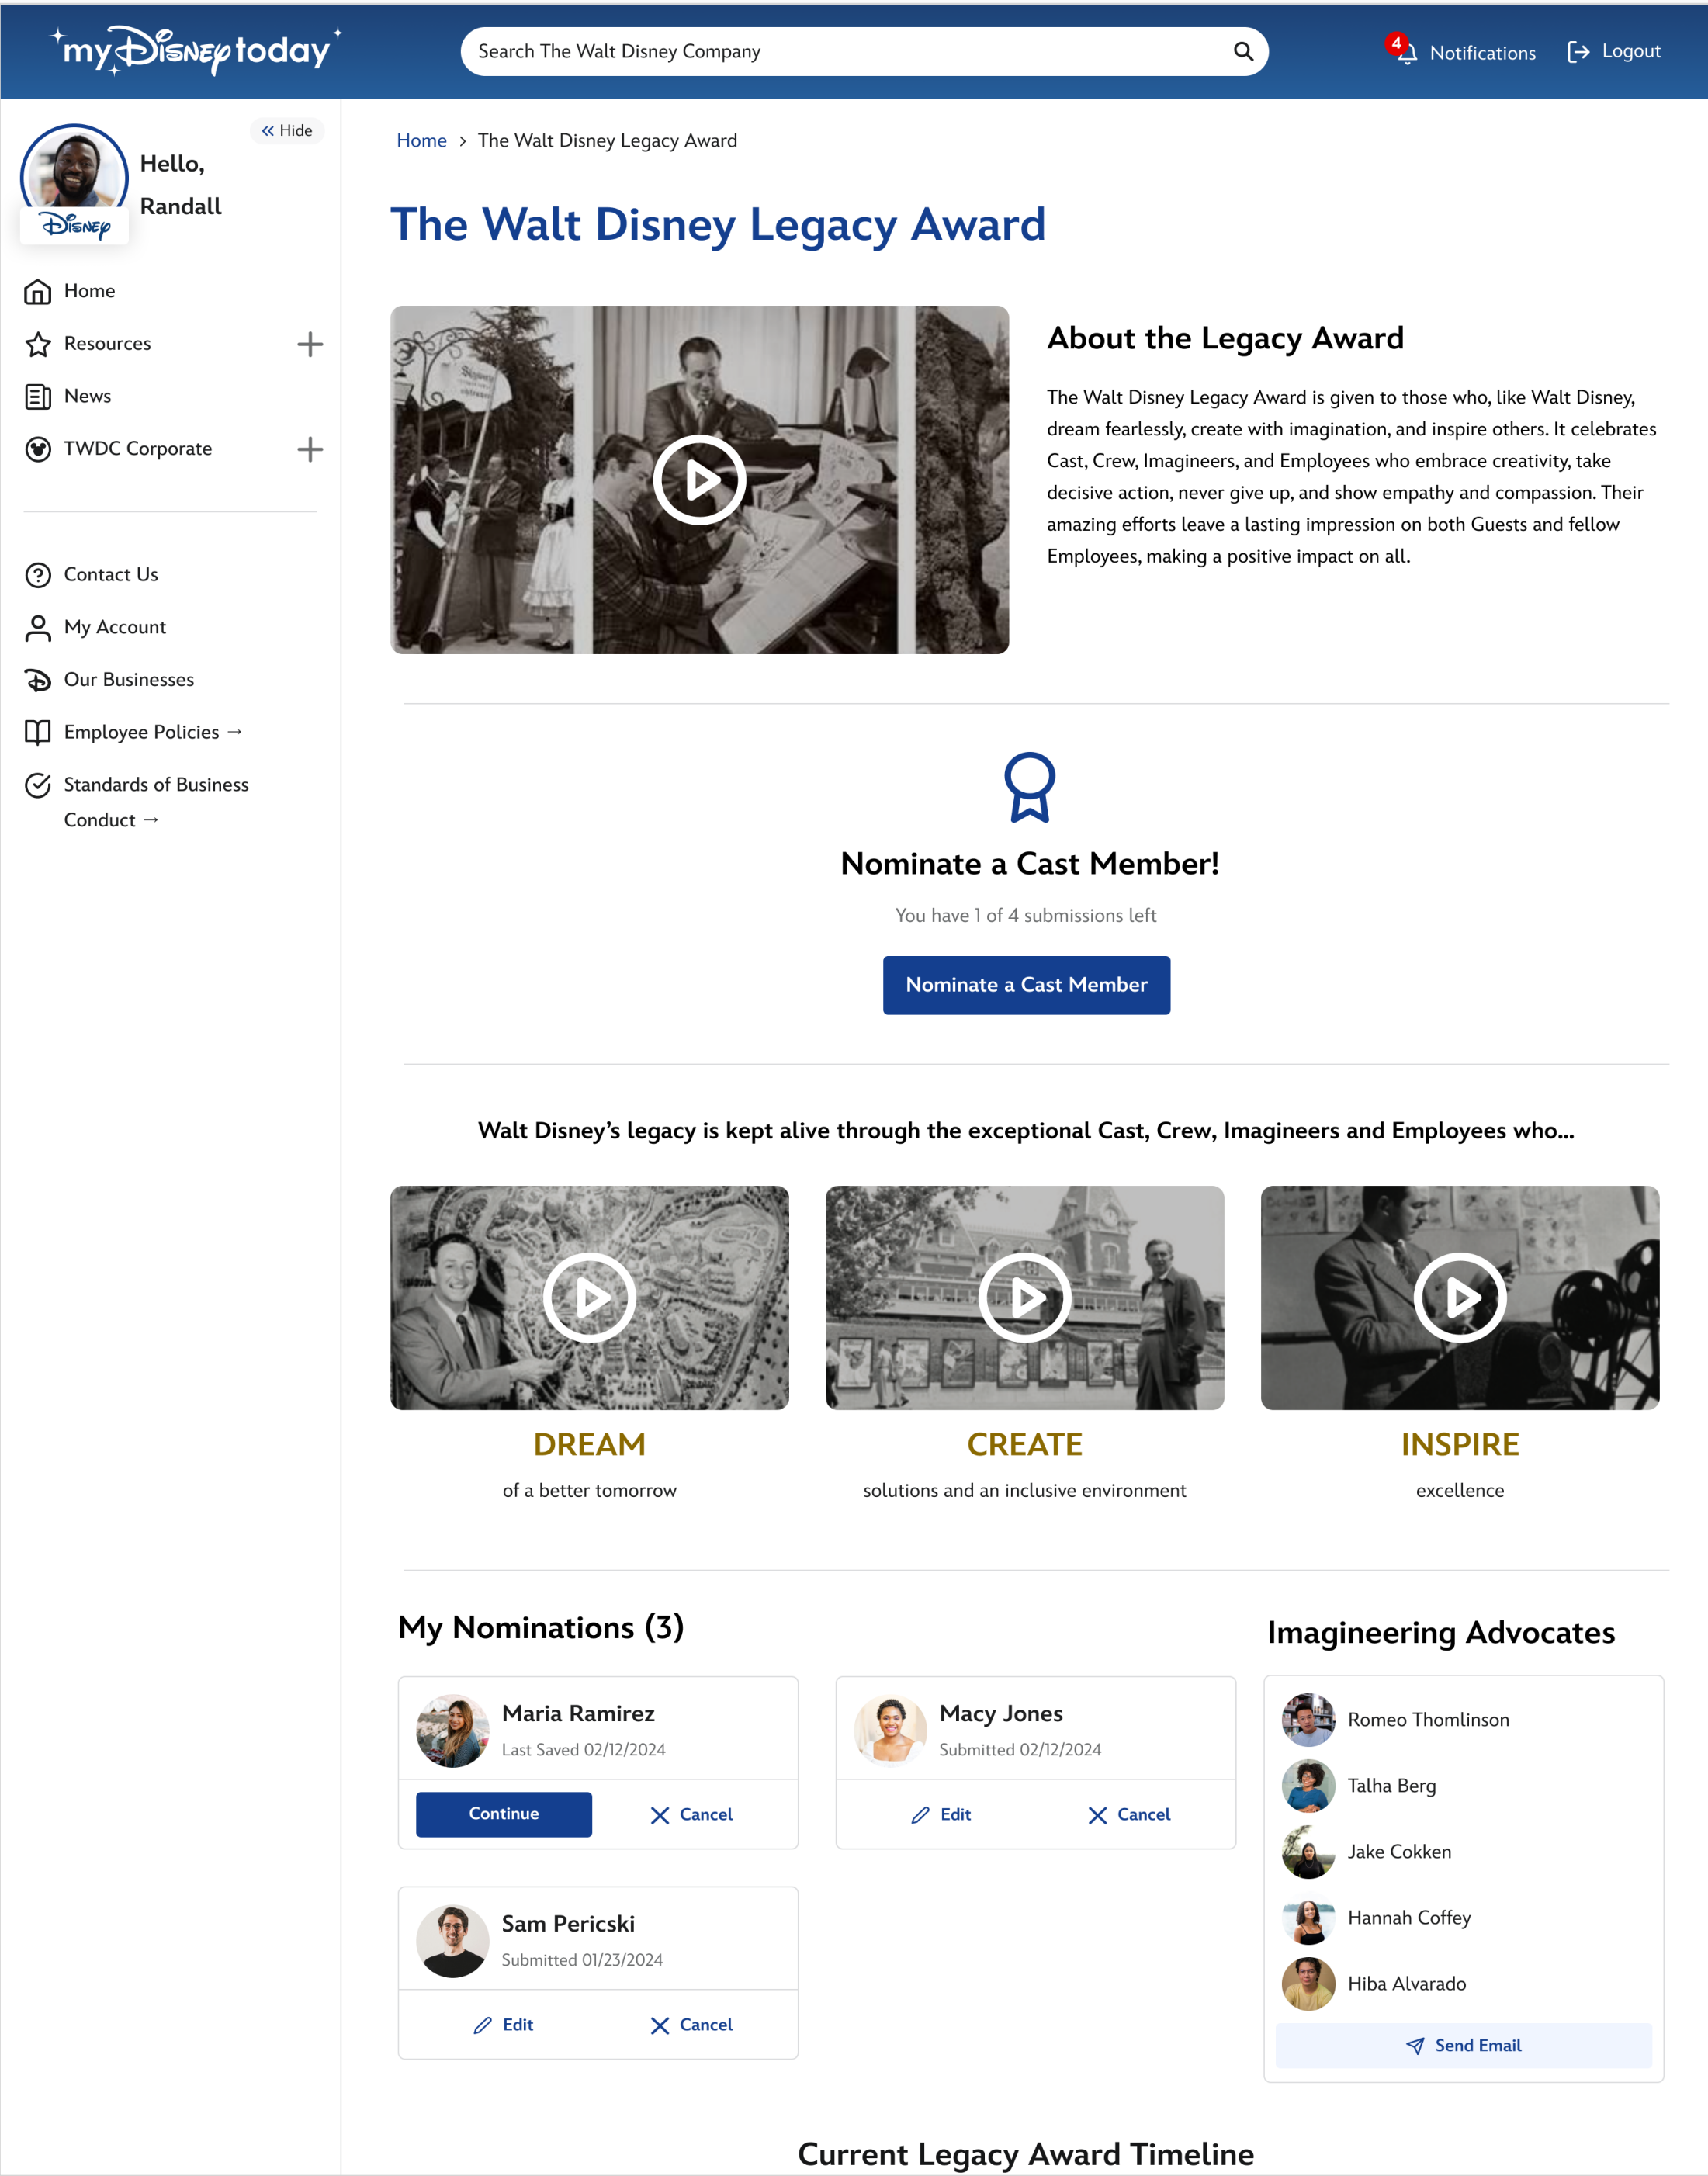 my Disney today
Search The Walt Disney Company
4
Notifications
Logout
Hide
Hello,
Randall
Disney
Home
Resources
News
TWDC Corporate
Contact Us
My Account
Our Businesses
Employee Policies →
Standards of Business
Conduct →
Home > The Walt Disney Legacy Award
The Walt Disney Legacy Award
About the Legacy Award
The Walt Disney Legacy Award is given to those who, like Walt Disney,
dream fearlessly, create with imagination, and inspire others. It celebrates
Cast, Crew, Imagineers, and Employees who embrace creativity, take
decisive action, never give up, and show empathy and compassion. Their
amazing efforts leave a lasting impression on both Guests and fellow
Employees, making a positive impact on all.
Nominate a Cast Member!
You have 1 of 4 submissions left
Nominate a Cast Member
Walt Disney’s legacy is kept alive through the exceptional Cast, Crew, Imagineers and Employees who...
DREAM
of a better tomorrow
CREATE
solutions and an inclusive environment
INSPIRE
excellence
My Nominations (3)
Maria Ramirez
Last Saved 02/12/2024
Continue
Cancel
Macy Jones
Submitted 02/12/2024
Edit
Cancel
Sam Pericski
Submitted 01/23/2024
Edit
Cancel
Imagineering Advocates
Romeo Thomlinson
Talha Berg
Jake Cokken
Hannah Coffey
Hiba Alvarado
Send Email
Current Legacy Award Timeline